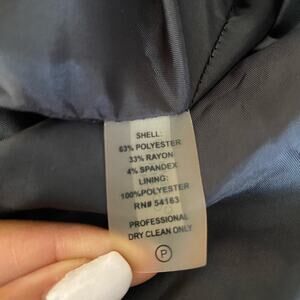 SHELL:
63% POLYESTER
33% RAYON
4% SPANDEX
LINING:
100%POLYESTER
RN# 54163
PROFESSIONAL
DRY CLEAN ONLY
P